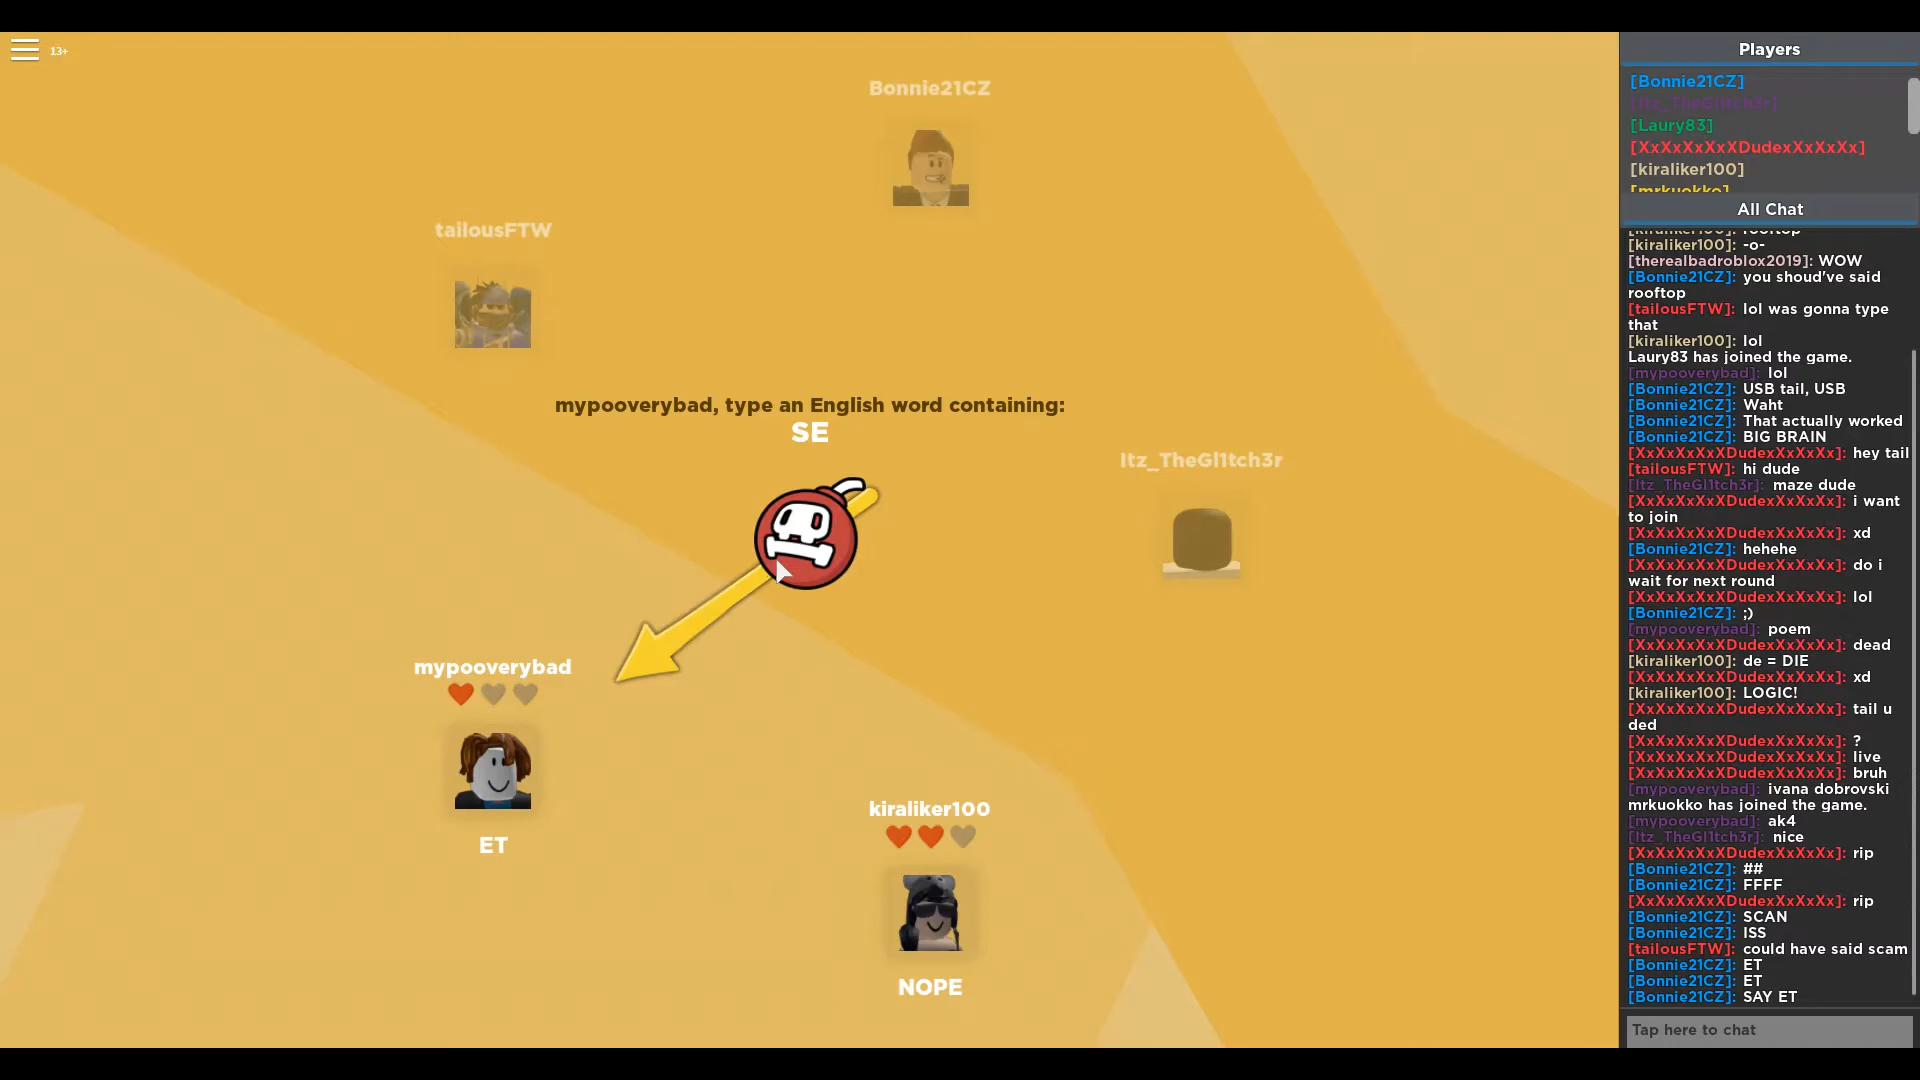 13+
Bonnie21CZ
tailousFTW
mypooverybad, type an English word containing:
SE
Itz_TheGl1tch3r
mypooverybad
ET
kiraliker100
NOPE
Players
[Bonnie21CZ]
[Itz_TheGl1tch3r]
[Laury83]
[XxXxXxXxXDudexXxXxXx]
[kiraliker100]
[mrkuokko]
All Chat
[kiraliker100]: rooftop
[kiraliker100]: -o-
[therealbadroblox2019]: WOW
[Bonnie21CZ]: you shoud've said
rooftop
[tailousFTW]: lol was gonna type
that
[kiraliker100]: lol
Laury83 has joined the game.
[mypooverybad]: lol
[Bonnie21CZ]: USB tail, USB
[Bonnie21CZ]: Waht
[Bonnie21CZ]: That actually worked
[Bonnie21CZ]: BIG BRAIN
[XxXxXxXxXDudexXxXxXx]: hey tail
[tailousFTW]: hi dude
[Itz_TheGl1tch3r]: maze dude
[XxXxXxXxXDudexXxXxXx]: i want
to join
[XxXxXxXxXDudexXxXxXx]: xd
[Bonnie21CZ]: hehehe
[XxXxXxXxXDudexXxXxXx]: do i
wait for next round
[XxXxXxXxXDudexXxXxXx]: lol
[Bonnie21CZ]: ;)
[mypooverybad]: poem
[XxXxXxXxXDudexXxXxXx]: dead
[kiraliker100]: de = DIE
[XxXxXxXxXDudexXxXxXx]: xd
[kiraliker100]: LOGIC!
[XxXxXxXxXDudexXxXxXx]: tail u
ded
[XxXxXxXxXDudexXxXxXx]: ?
[XxXxXxXxXDudexXxXxXx]: live
[XxXxXxXxXDudexXxXxXx]: bruh
[mypooverybad]: ivana dobrovski
mrkuokko has joined the game.
[mypooverybad]: ak4
[Itz_TheGl1tch3r]: nice
[XxXxXxXxXDudexXxXxXx]: rip
[Bonnie21CZ]: ##
[Bonnie21CZ]: FFFF
[XxXxXxXxXDudexXxXxXx]: rip
[Bonnie21CZ]: SCAN
[Bonnie21CZ]: ISS
[tailousFTW]: could have said scam
[Bonnie21CZ]: ET
[Bonnie21CZ]: ET
[Bonnie21CZ]: SAY ET
Tap here to chat